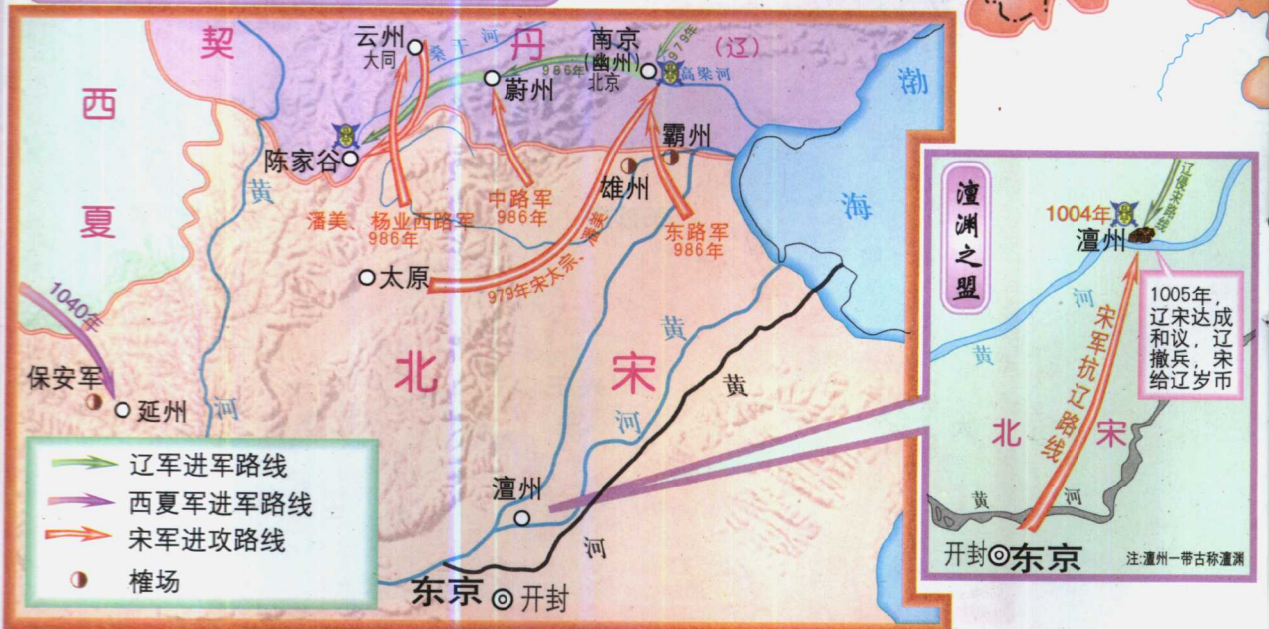 契 丹 (辽)
西 夏
云州
大同
桑干河
南京
(幽州)
北京
979年
高梁河
986年
蔚州
渤
海
陈家谷
霸州
雄州
黄
河
潘美、杨业西路军
986年
中路军
986年
东路军
986年
太原
979年宋太宗、潘美
1040年
保安军
延州
北 宋
黄
河
黄
河
澶州
东京
开封
辽军进军路线
西夏军进军路线
宋军进攻路线
榷场
澶渊之盟
辽侵宋路线
1004年
澶州
河
黄
宋军抗辽路线
1005年,
辽宋达成
和议，辽
撤兵，宋
给辽岁币
北 宋
黄 河
开封 东京
注:澶州一带古称澶渊